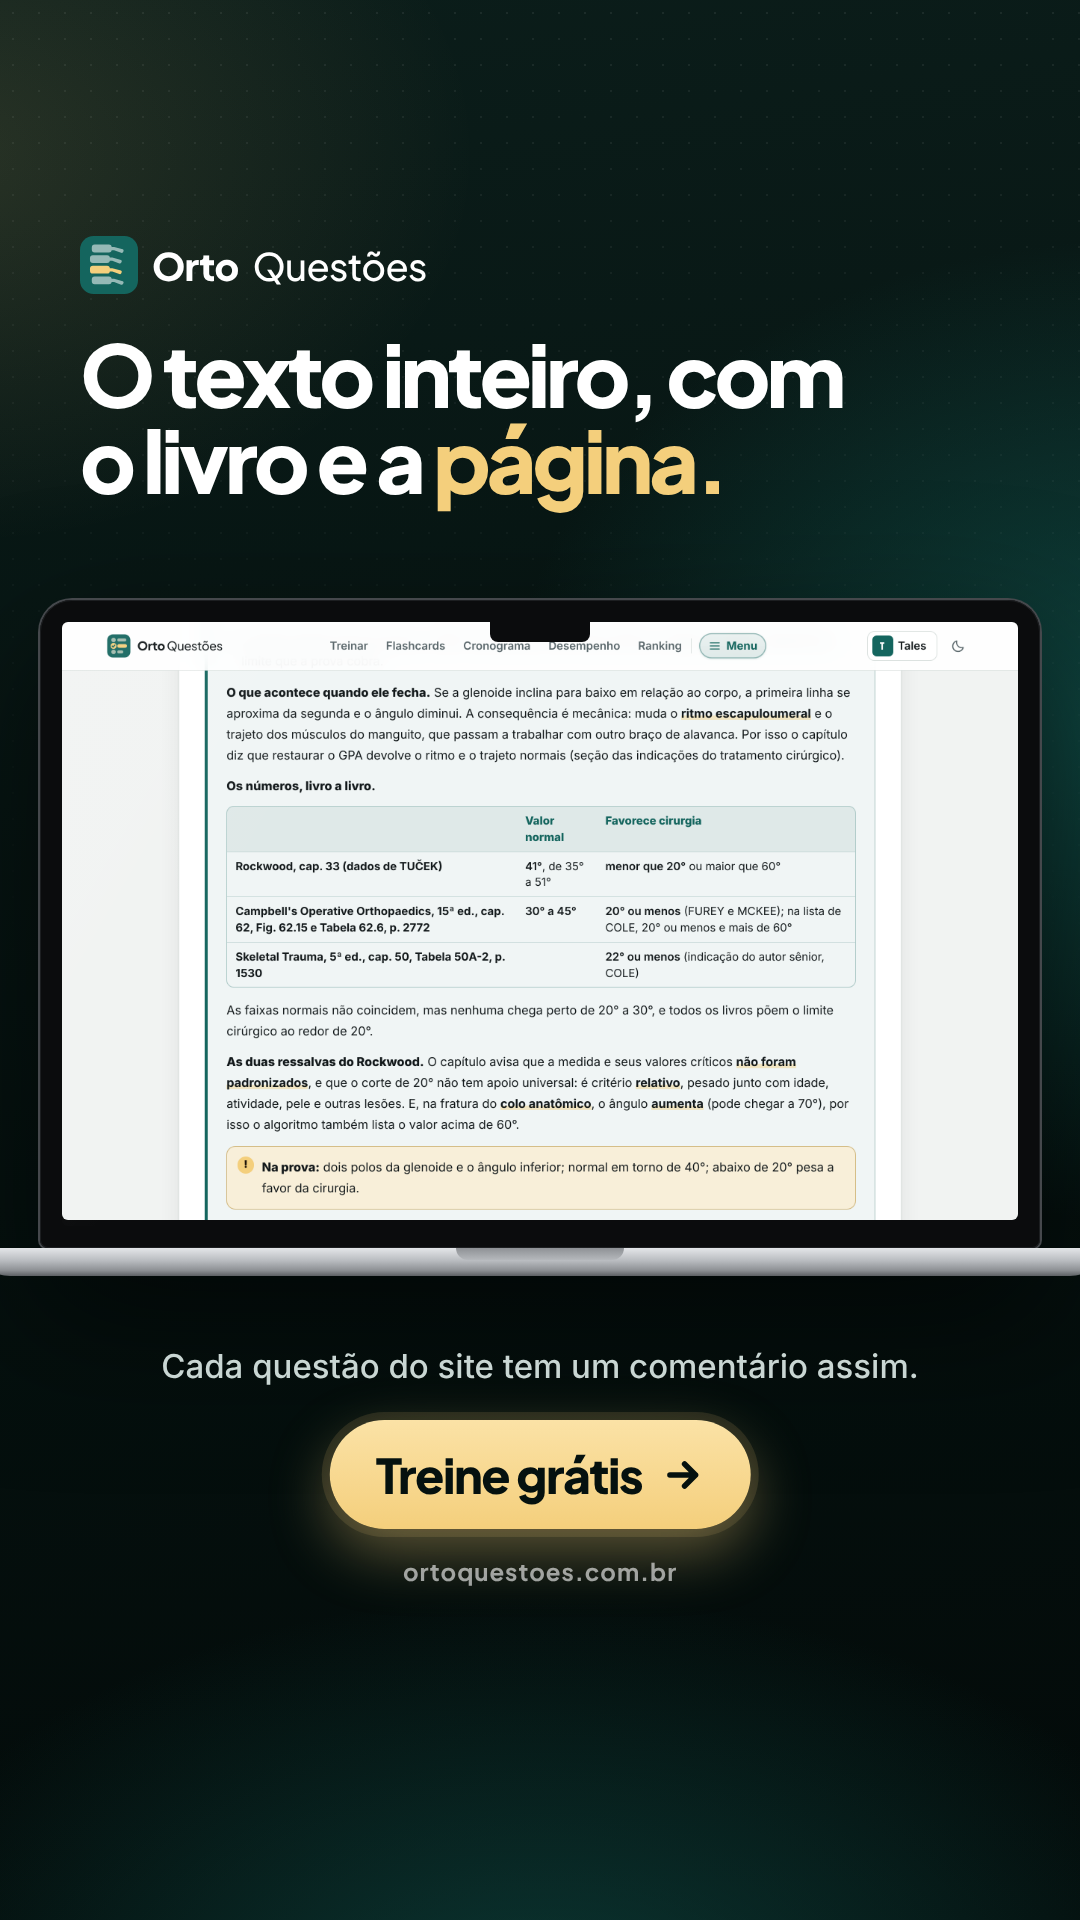 Orto Questões
O texto inteiro, com
o livro e a página.
Orto Questões
Treinar Flashcards Cronograma Desempenho Ranking Menu Tales
O que acontece quando ele fecha. Se a glenoide inclina para baixo em relação ao corpo, a primeira linha se
aproxima da segunda e o ângulo diminui. A consequência é mecânica: muda o ritmo escapuloumeral e o
trajeto dos músculos do manguito, que passam a trabalhar com outro braço de alavanca. Por isso o capítulo
diz que restaurar o GPA devolve o ritmo e o trajeto normais (seção das indicações do tratamento cirúrgico).
Os números, livro a livro.
Valor
normal
Favorece cirurgia
Rockwood, cap. 33 (dados de TUČEK)
41°, de 35°
a 51°
menor que 20° ou maior que 60°
Campbell's Operative Orthopaedics, 15ª ed., cap.
62, Fig. 62.15 e Tabela 62.6, p. 2772
30° a 45°
20° ou menos (FUREY e MCKEE); na lista de
COLE, 20° ou menos e mais de 60°
Skeletal Trauma, 5ª ed., cap. 50, Tabela 50A-2, p.
1530
22° ou menos (indicação do autor sênior,
COLE)
As faixas normais não coincidem, mas nenhuma chega perto de 20° a 30°, e todos os livros põem o limite
cirúrgico ao redor de 20°.
As duas ressalvas do Rockwood. O capítulo avisa que a medida e seus valores críticos não foram
padronizados, e que o corte de 20° não tem apoio universal: é critério relativo, pesado junto com idade,
atividade, pele e outras lesões. E, na fratura do colo anatômico, o ângulo aumenta (pode chegar a 70°), por
isso o algoritmo também lista o valor acima de 60°.
! Na prova: dois polos da glenoide e o ângulo inferior; normal em torno de 40°; abaixo de 20° pesa a
favor da cirurgia.
Cada questão do site tem um comentário assim.
Treine grátis →
ortoquestoes.com.br